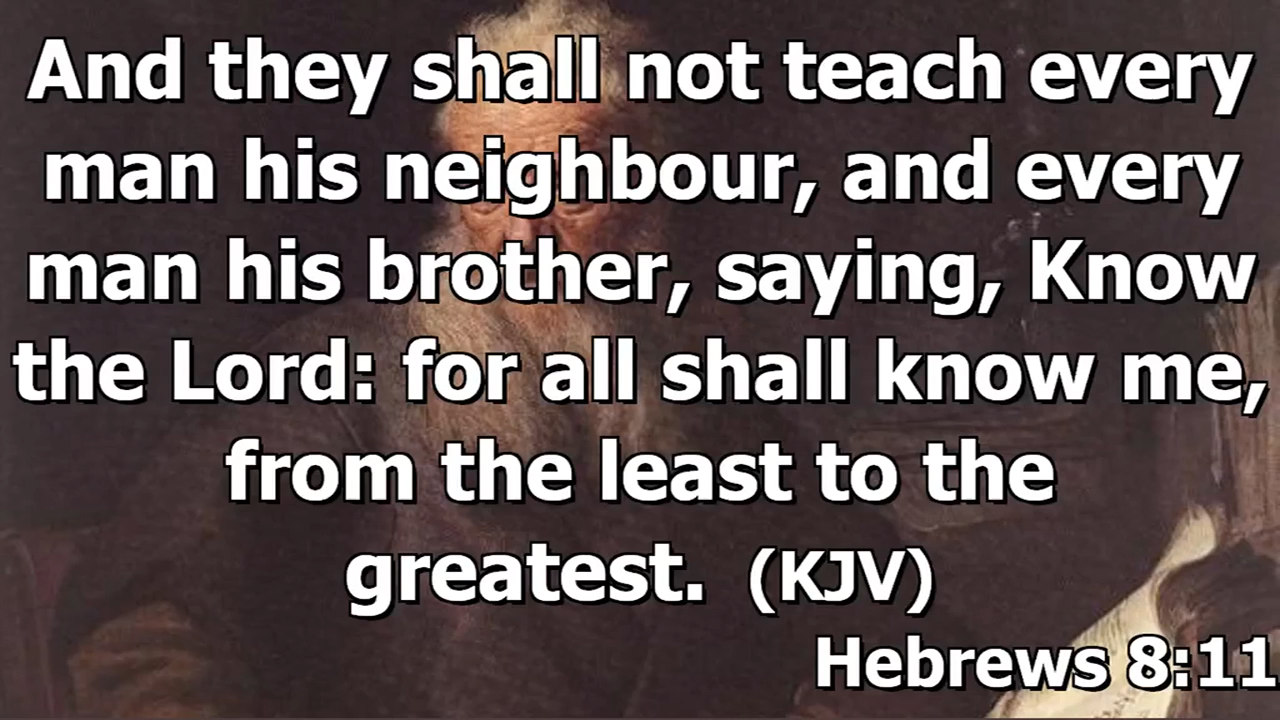 And they shall not teach every
man his neighbour, and every
man his brother, saying, Know
the Lord: for all shall know me,
from the least to the
greatest. (KJV)
Hebrews 8:11